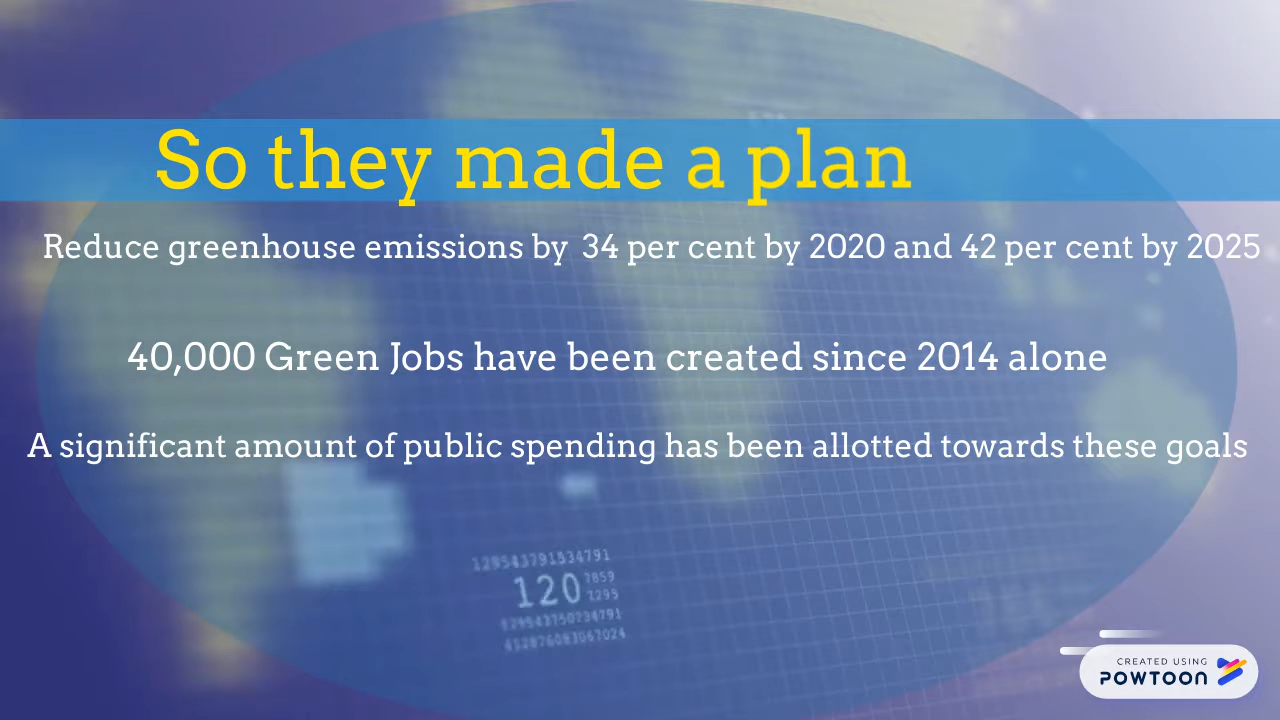 So they made a plan
Reduce greenhouse emissions by 34 per cent by 2020 and 42 per cent by 2025
40,000 Green Jobs have been created since 2014 alone
A significant amount of public spending has been allotted towards these goals
120
CREATED USING
POWTOON